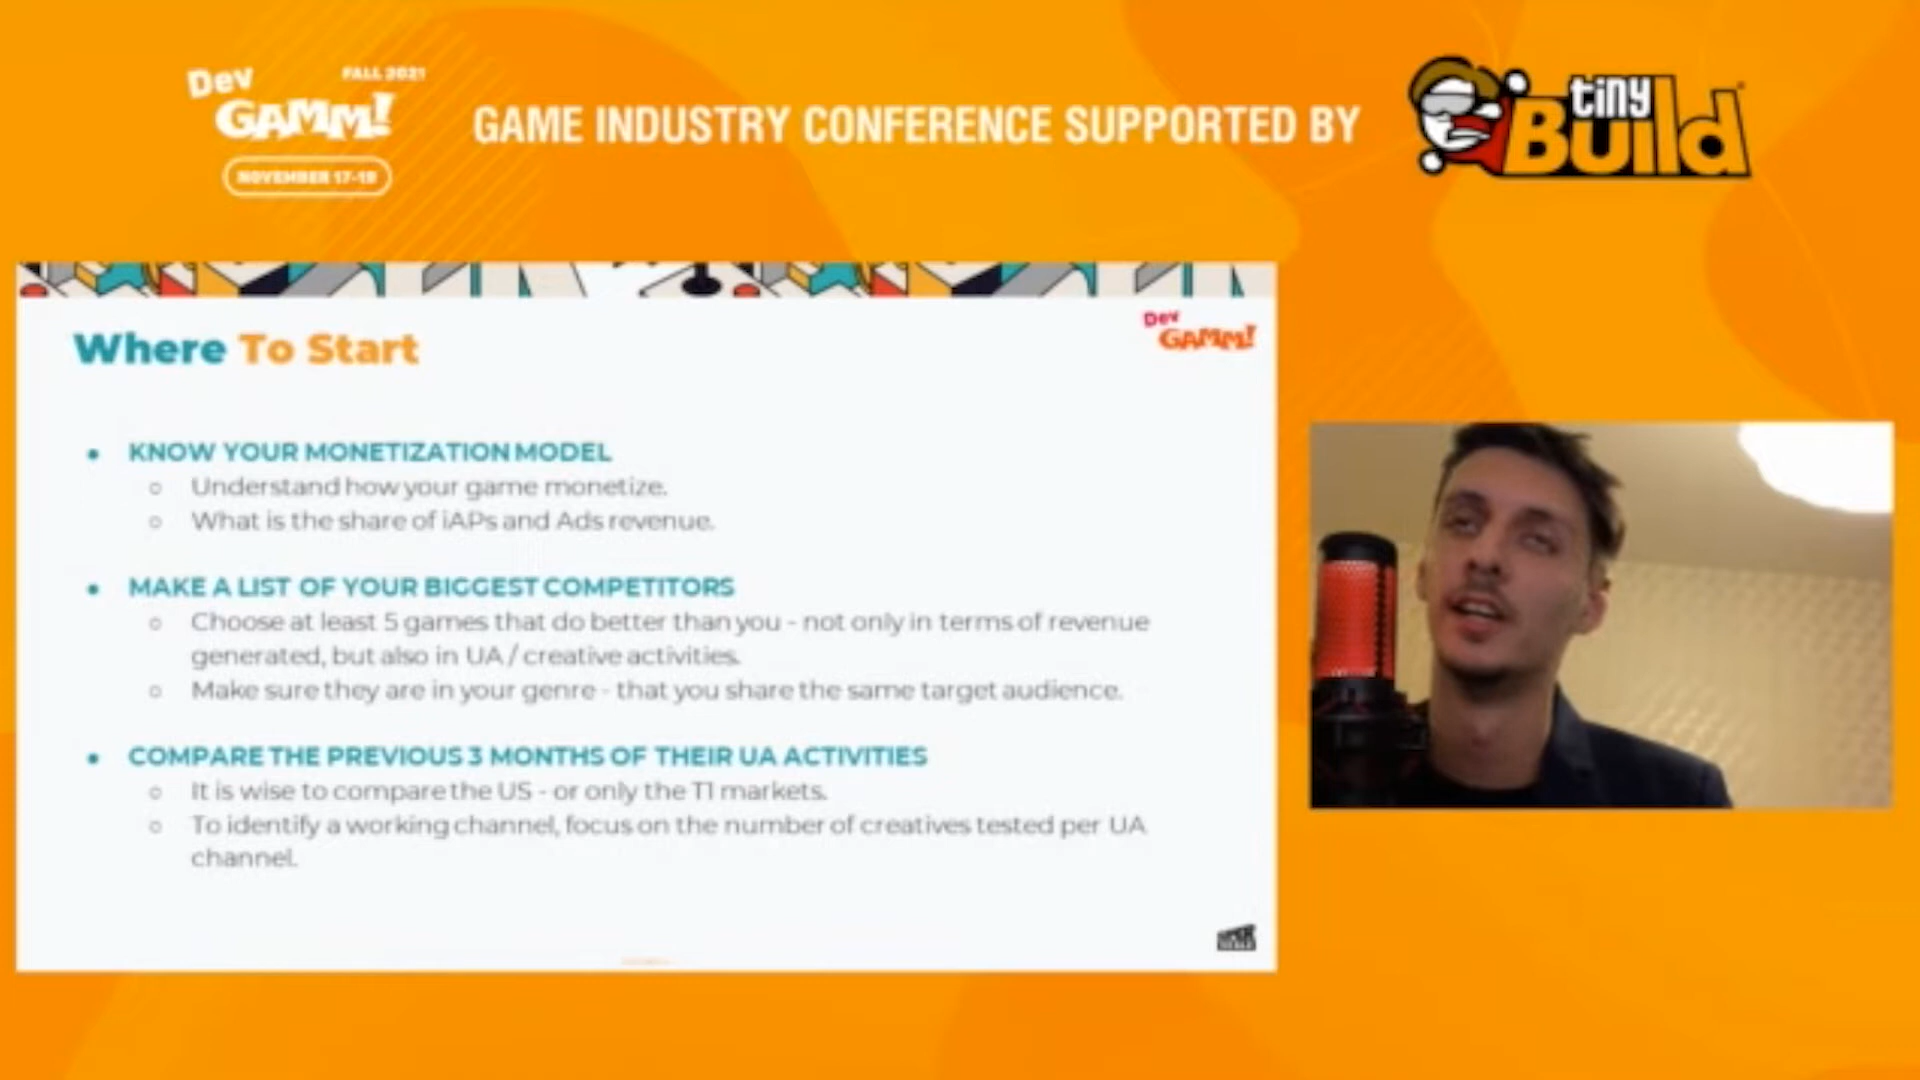 Dev
GAMM!
FALL 2021
NOVEMBER 17-19
GAME INDUSTRY CONFERENCE SUPPORTED BY
tiny
Build
Dev
GAMM!
Where To Start
• KNOW YOUR MONETIZATION MODEL
○ Understand how your game monetize.
○ What is the share of iAPs and Ads revenue.
• MAKE A LIST OF YOUR BIGGEST COMPETITORS
○ Choose at least 5 games that do better than you - not only in terms of revenue
generated, but also in UA / creative activities.
○ Make sure they are in your genre - that you share the same target audience.
• COMPARE THE PREVIOUS 3 MONTHS OF THEIR UA ACTIVITIES
○ It is wise to compare the US - or only the T1 markets.
○ To identify a working channel, focus on the number of creatives tested per UA
channel.
SUPER
SCALE